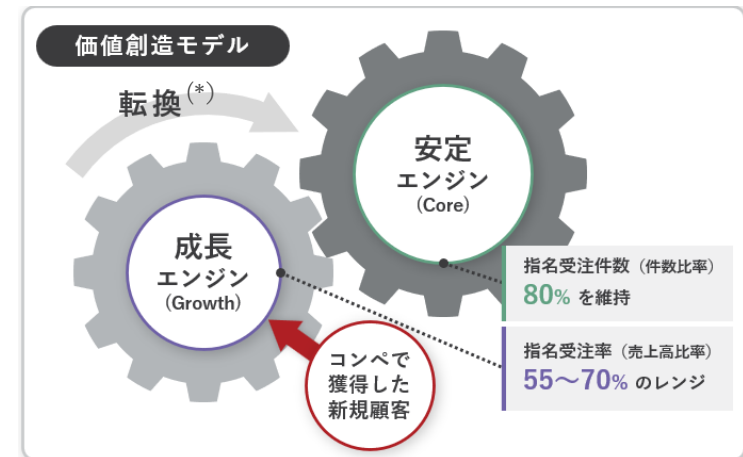 価値創造モデル
転換(*)
安定
エンジン
(Core)
成長
エンジン
(Growth)
指名受注件数（件数比率）
80% を維持
指名受注率（売上高比率）
55〜70% のレンジ
コンペで
獲得した
新規顧客